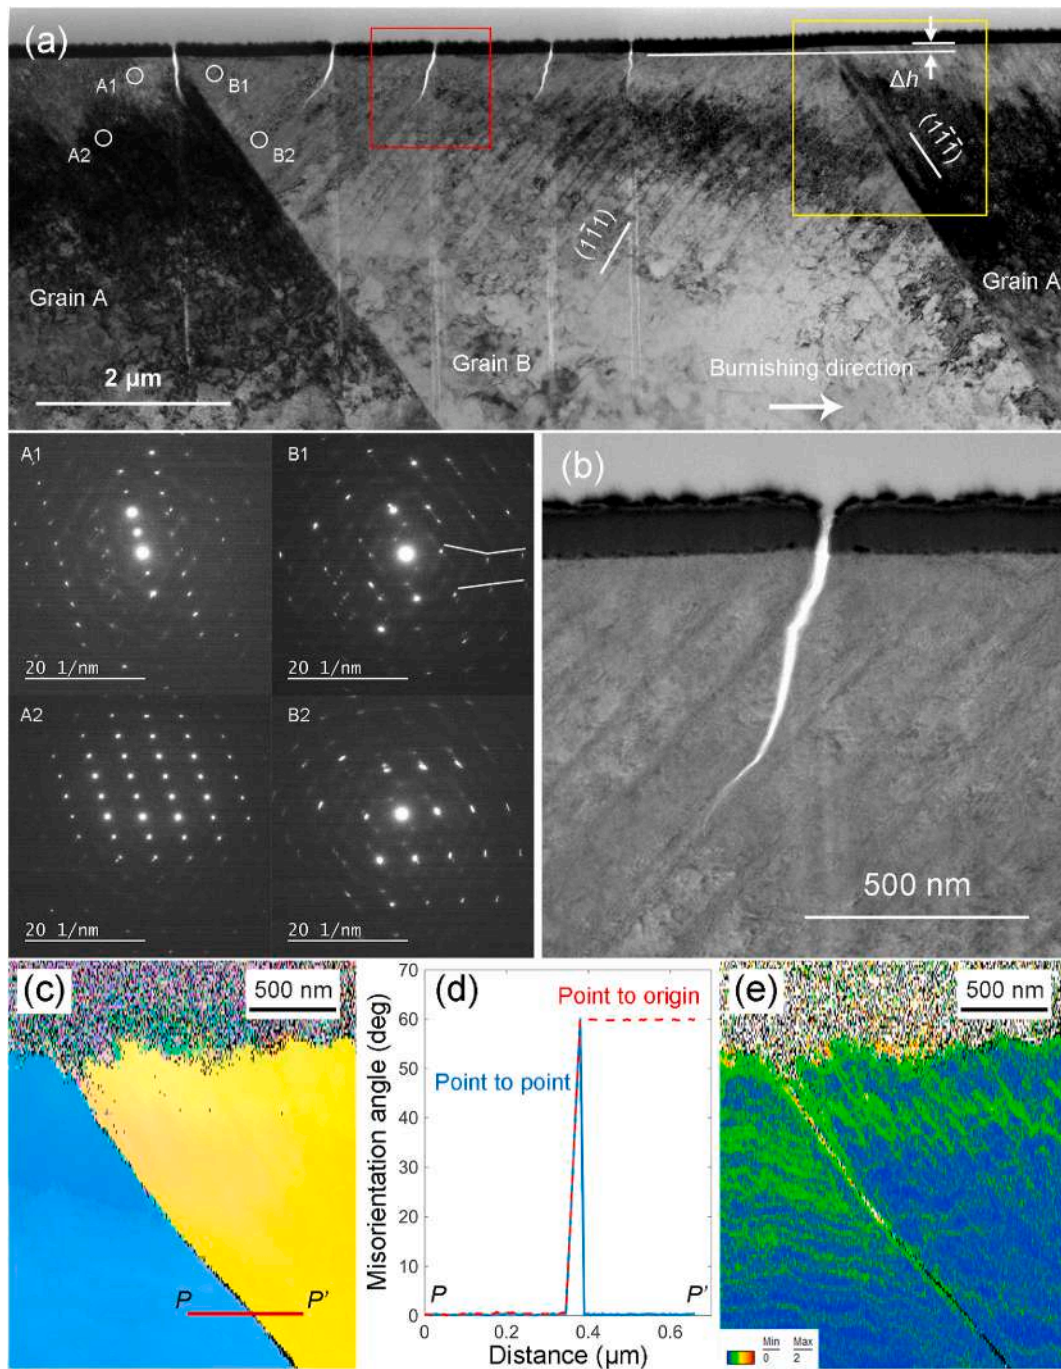 (a)
A1
B1
Δh
A2
B2
(11̄1̄)
(11̄1)
Grain A
Grain A
Grain B
2 µm
Burnishing direction
A1
B1
(b)
20 1/nm
20 1/nm
A2
B2
500 nm
20 1/nm
20 1/nm
(c)
500 nm
P
P'
(d)
70
60
50
40
30
20
10
0
Misorientation angle (deg)
Point to origin
Point to point
P
P'
0
0.2
0.4
0.6
Distance (µm)
(e)
500 nm
Min
Max
0
2